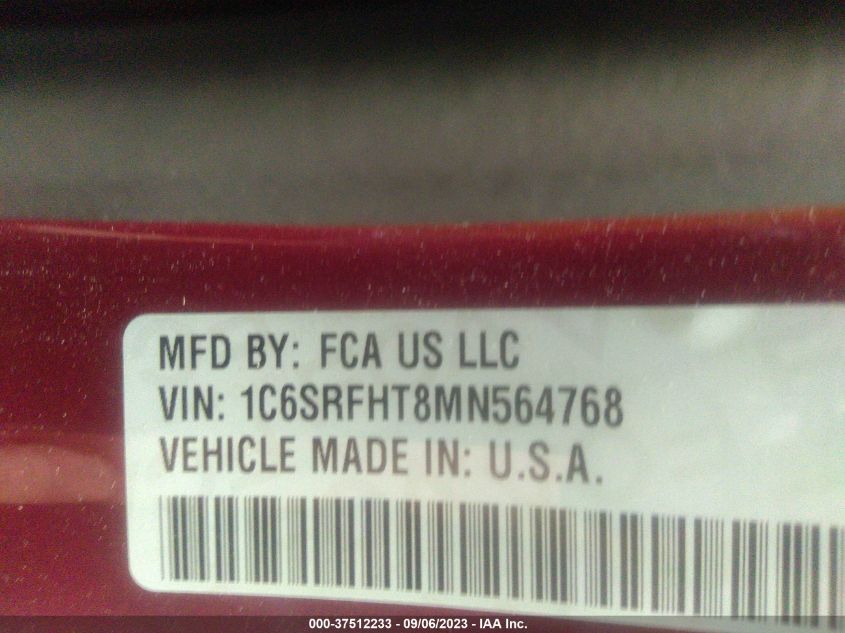 MFD BY: FCA US LLC
VIN: 1C6SRFHT8MN564768
VEHICLE MADE IN: U.S.A.
000-37512233 - 09/06/2023 - IAA Inc.